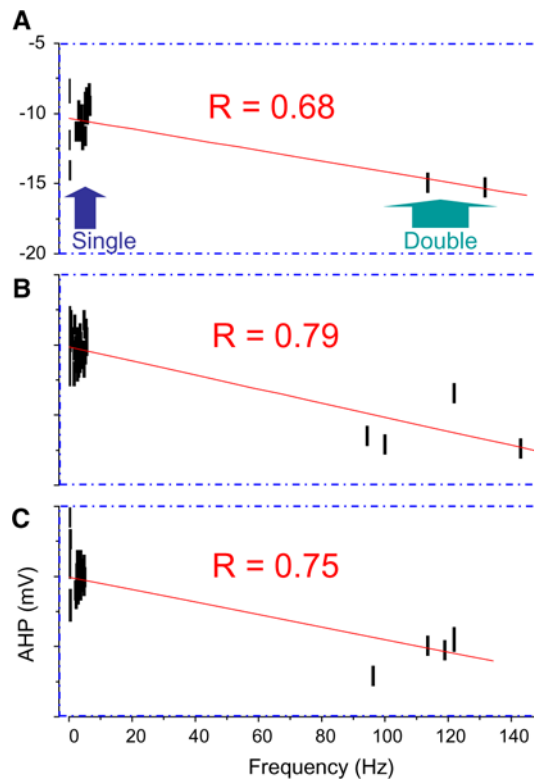 A
-5
-10
-15
-20
R = 0.68
Single
Double
B
R = 0.79
C
R = 0.75
AHP (mV)
0 20 40 60 80 100 120 140
Frequency (Hz)